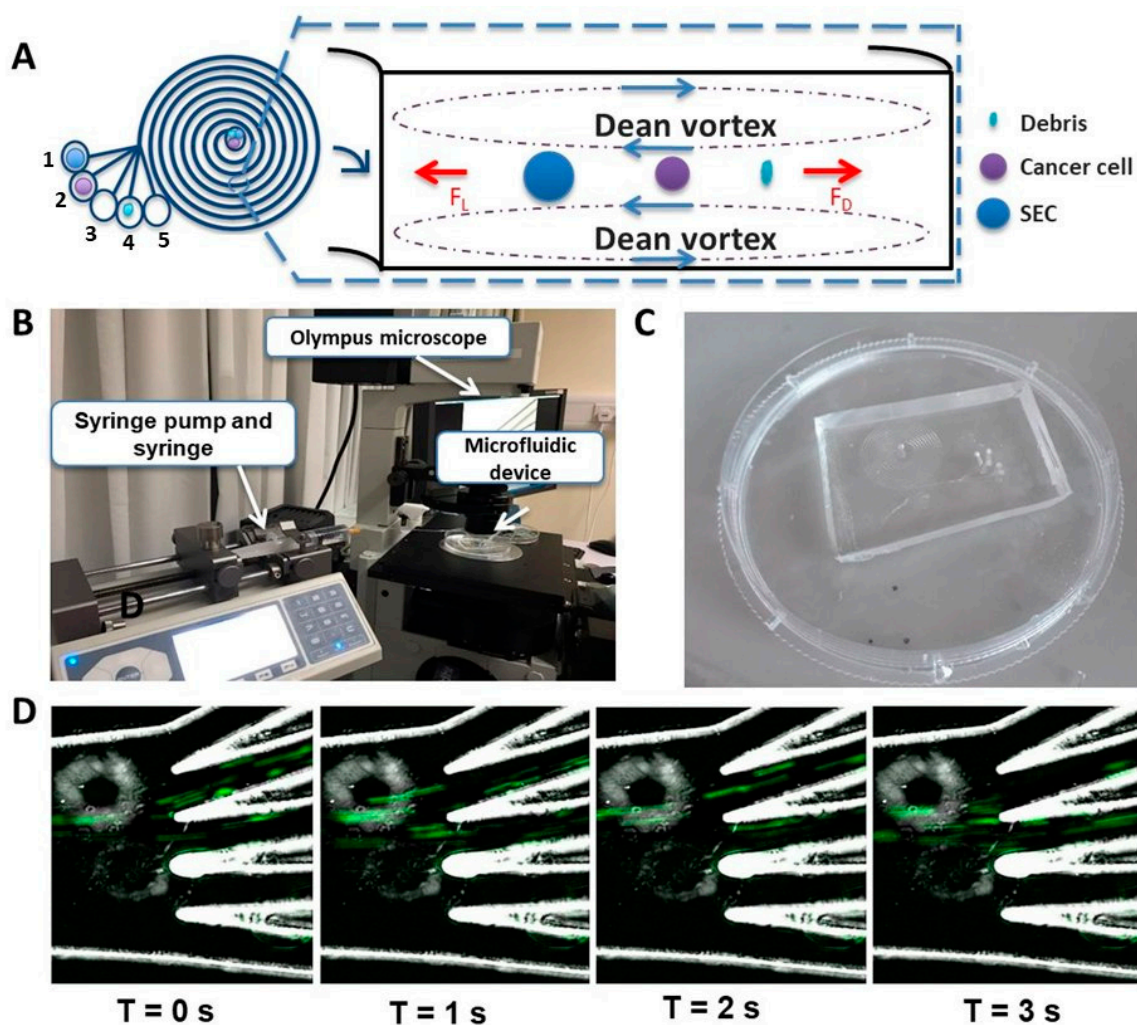 A
1
2
3
4
5
Dean vortex
F_L
F_D
Dean vortex
Debris
Cancer cell
SEC
B
Olympus microscope
Syringe pump and
syringe
Microfluidic
device
D
C
D
T = 0 s
T = 1 s
T = 2 s
T = 3 s